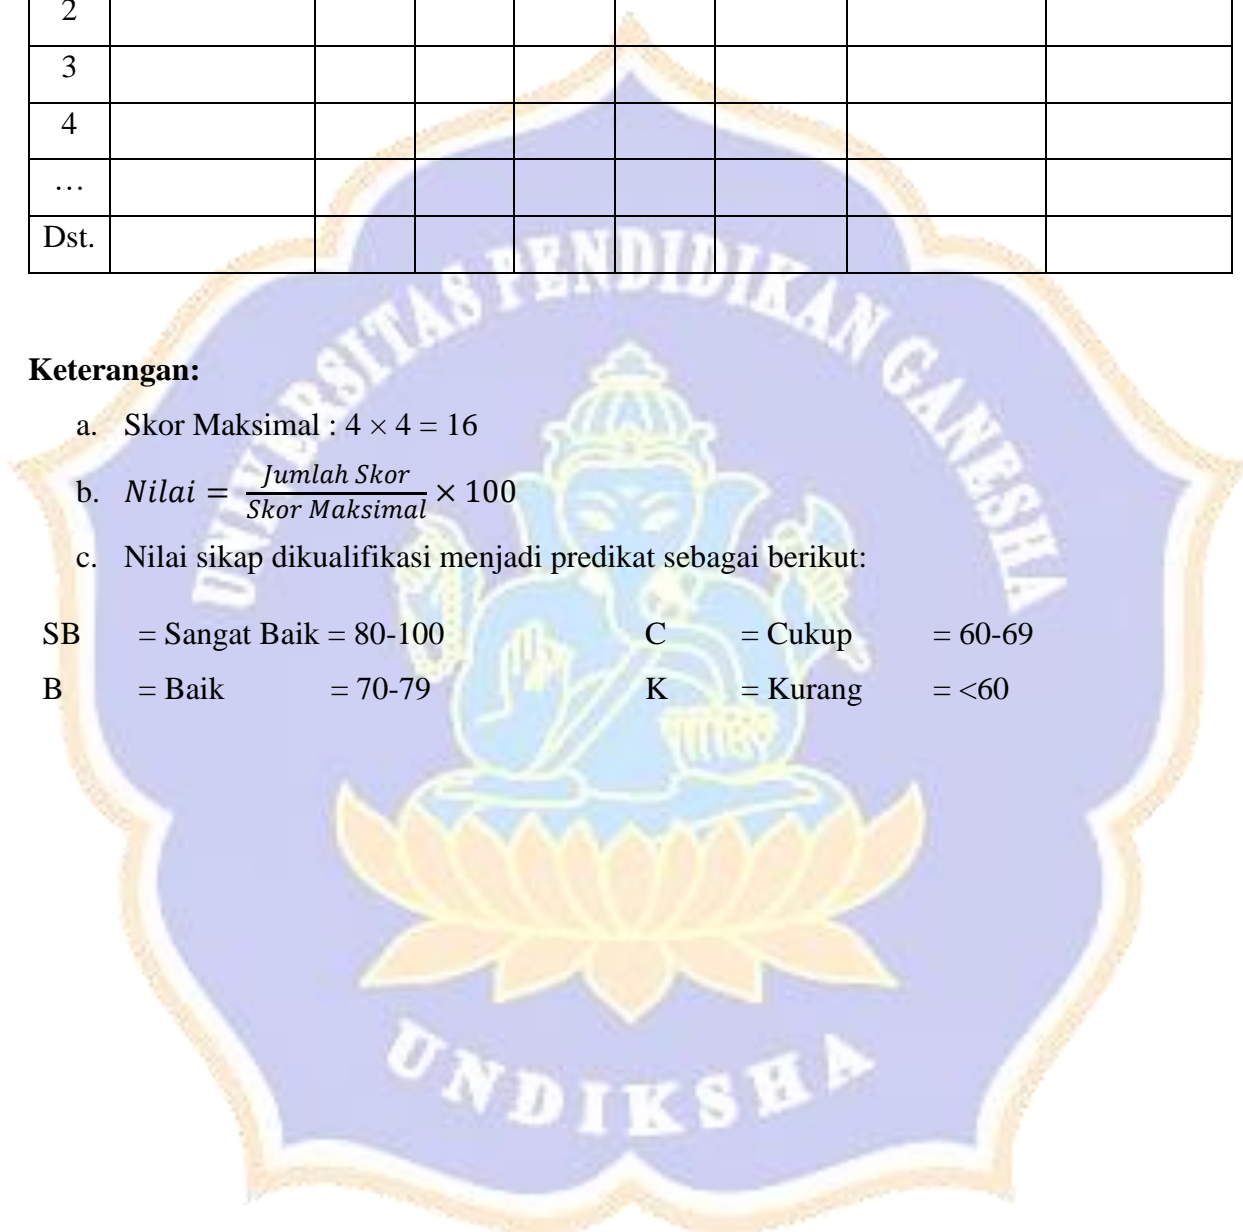 2
3
4
…
Dst.
UNIVERSITAS PENDIDIKAN GANESHA
Keterangan:
a. Skor Maksimal : 4 × 4 = 16
b. Nilai = Jumlah Skor / Skor Maksimal × 100
c. Nilai sikap dikualifikasi menjadi predikat sebagai berikut:
SB = Sangat Baik = 80-100 C = Cukup = 60-69
B = Baik = 70-79 K = Kurang = <60
UNDIKSHA